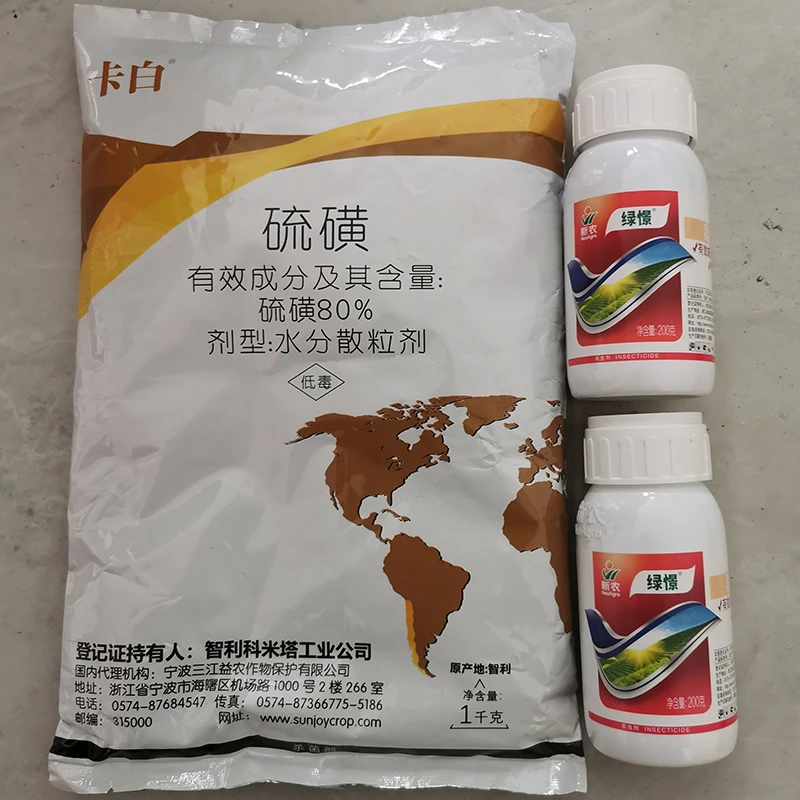 卡白®
硫磺
有效成分及其含量:
硫磺80%
剂型:水分散粒剂
低毒
登记证持有人：智利科米塔工业公司
国内代理机构：宁波三江益农作物保护有限公司
地址：浙江省宁波市海曙区机场路1000号2楼266室
电话：0574-87684547 传真：0574-87366775-5186
邮编：315000 网址：www.sunjoycrop.com
原产地:智利
净含量:
1千克
杀菌剂
新农
绿憬®
净含量:200克
杀虫剂 INSECTICIDE
新农
绿憬®
净含量:200克
杀虫剂 INSECTICIDE